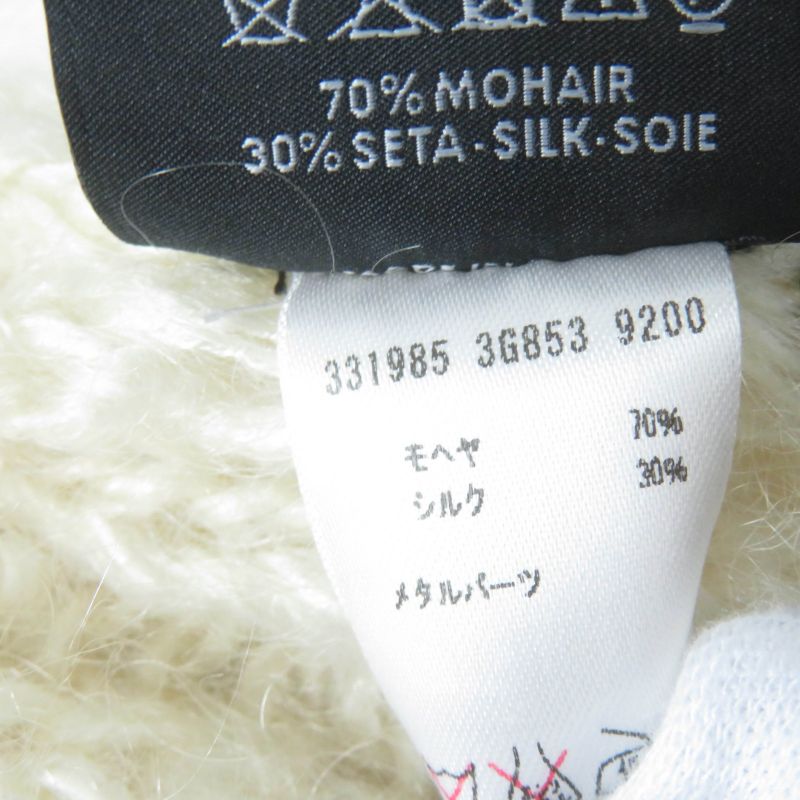 70% MOHAIR
30% SETA·SILK·SOIE
331985 3G853 9200
モヘヤ 70%
シルク 30%
メタルパーツ